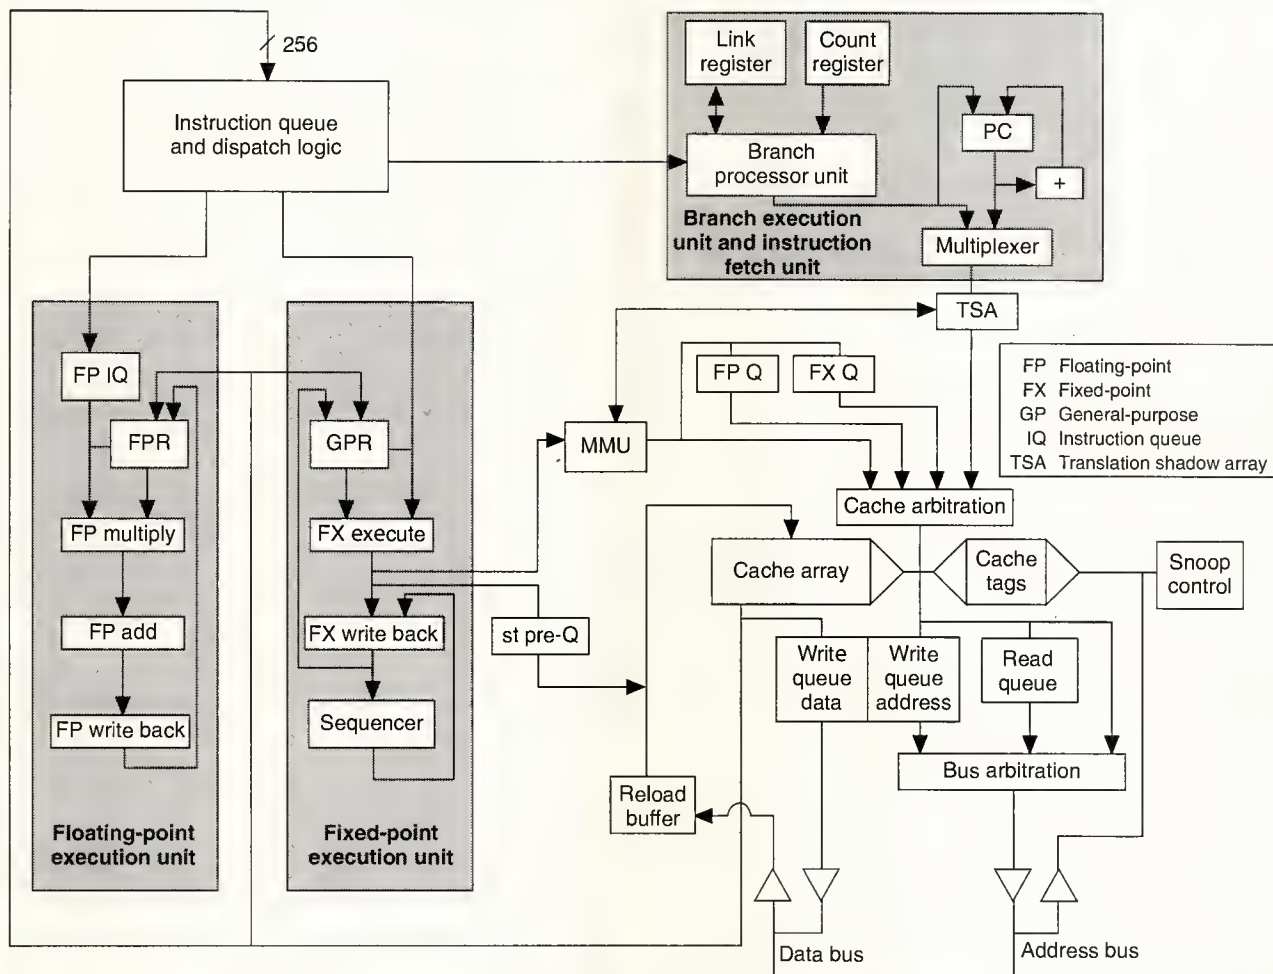 256
Instruction queue
and dispatch logic
Link
register
Count
register
PC
+
Branch
processor unit
Branch execution
unit and instruction
fetch unit
Multiplexer
TSA
FP Floating-point
FX Fixed-point
GP General-purpose
IQ Instruction queue
TSA Translation shadow array
FP IQ
FPR
FP multiply
FP add
FP write back
Floating-point
execution unit
GPR
FX execute
FX write back
Sequencer
Fixed-point
execution unit
st pre-Q
MMU
FP Q
FX Q
Cache arbitration
Cache array
Cache
tags
Snoop
control
Write
queue
data
Write
queue
address
Read
queue
Bus arbitration
Reload
buffer
Data bus
Address bus